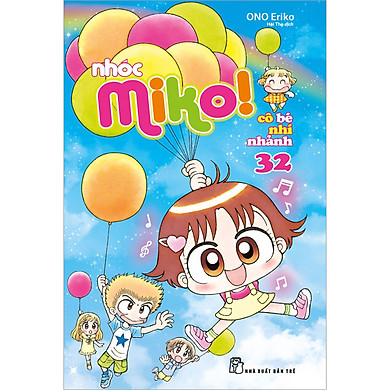 ONO Eriko
Hải Thọ dịch
nhóc
miko!
cô bé
nhí
nhảnh
32
NHÀ XUẤT BẢN TRẺ